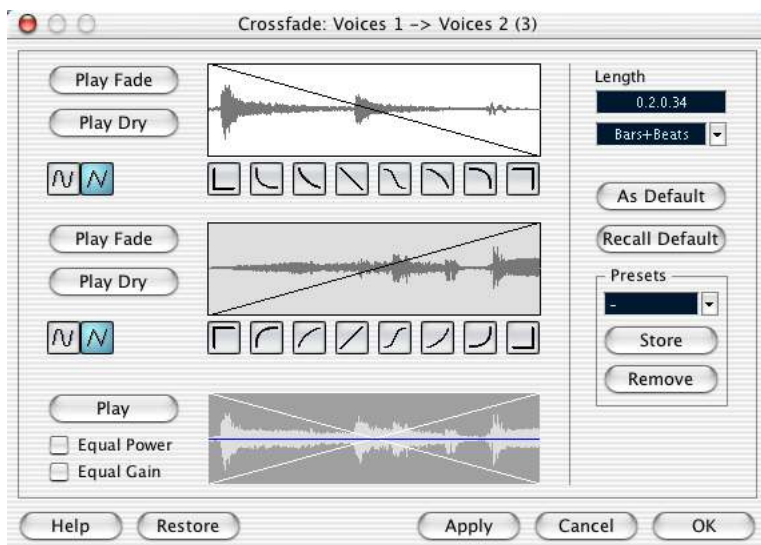 Crossfade: Voices 1 -> Voices 2 (3)
Play Fade
Play Dry
Play Fade
Play Dry
Play
Equal Power
Equal Gain
Length
0.2.0.34
Bars+Beats
As Default
Recall Default
Presets
-
Store
Remove
Help
Restore
Apply
Cancel
OK